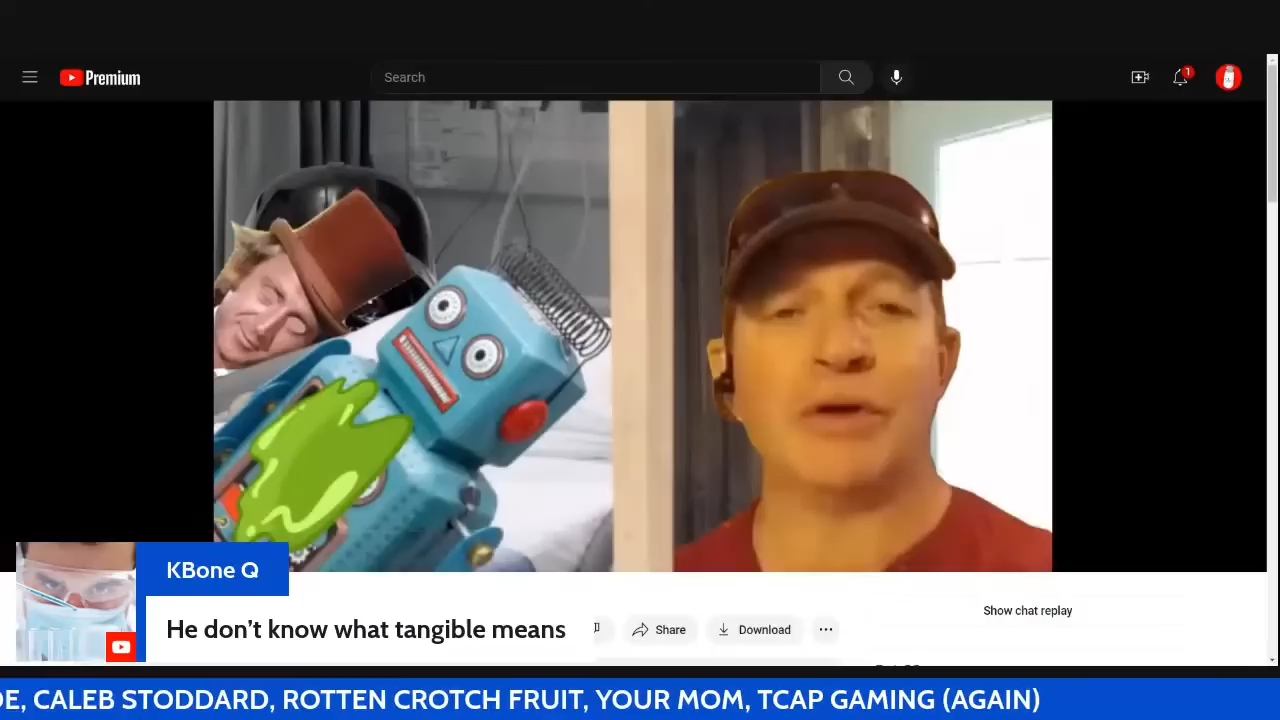 Premium
Search
1
KBone Q
He don’t know what tangible means
Show chat replay
Share
Download
CALEB STODDARD, ROTTEN CROTCH FRUIT, YOUR MOM, TCAP GAMING (AGAIN)